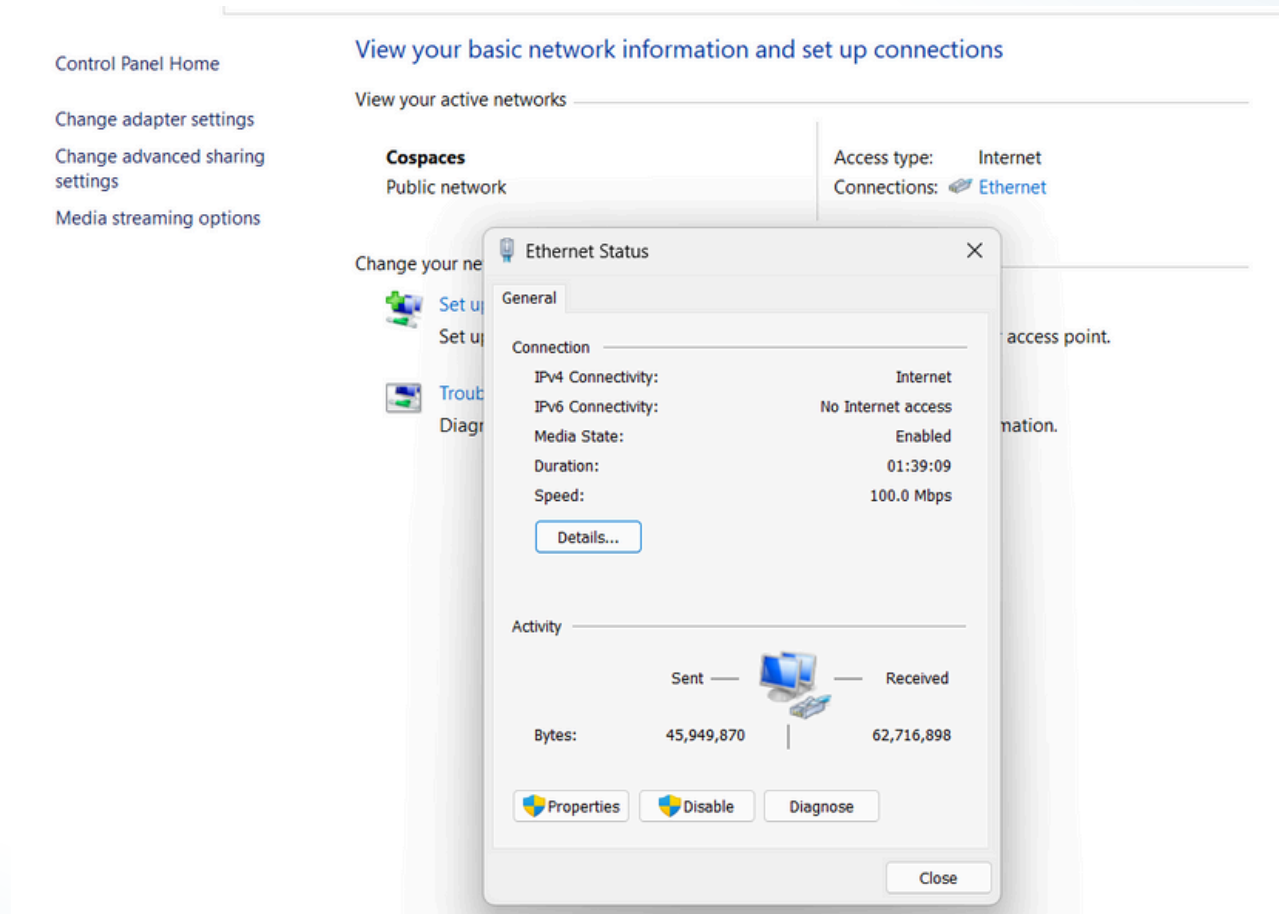 View your basic network information and set up connections
Control Panel Home
View your active networks
Change adapter settings
Change advanced sharing
settings
Media streaming options
Cospaces
Public network
Access type: Internet
Connections: Ethernet
Change your
Set
Set access point.
Ethernet Status
General
Connection
IPv4 Connectivity: Internet
IPv6 Connectivity: No Internet access
Media State: Enabled
Duration: 01:39:09
Speed: 100.0 Mbps
Details...
Activity
Sent Received
Bytes: 45,949,870 62,716,898
Properties Disable Diagnose
Close